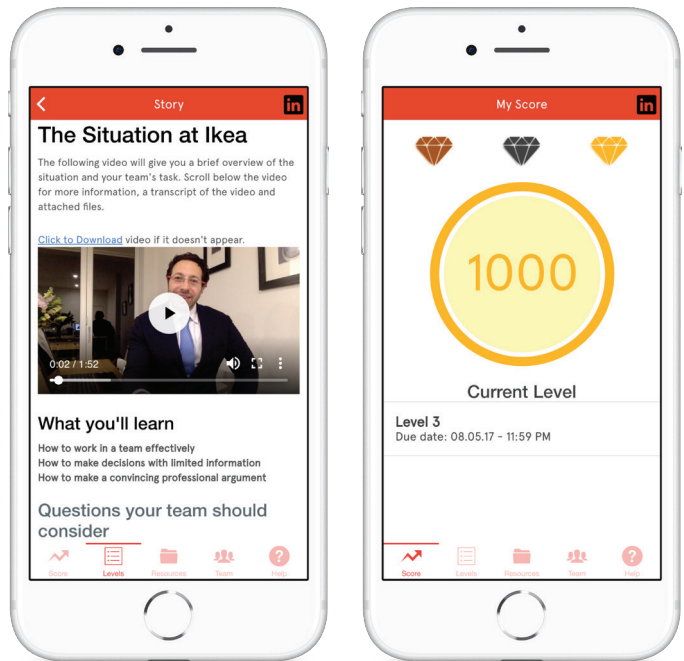 Story
in
The Situation at Ikea
The following video will give you a brief overview of the
situation and your team's task. Scroll below the video
for more information, a transcript of the video and
attached files.
Click to Download video if it doesn't appear.
0:02 / 1:52
What you'll learn
How to work in a team effectively
How to make decisions with limited information
How to make a convincing professional argument
Questions your team should
consider
Score Levels Resources Team Help
My Score
in
1000
Current Level
Level 3
Due date: 08.05.17 - 11:59 PM
Score Levels Resources Team Help